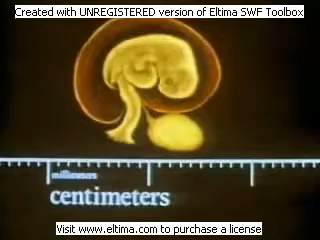 Created with UNREGISTERED version of Eltima SWF Toolbox
millimeters
centimeters
Visit www.eltima.com to purchase a license